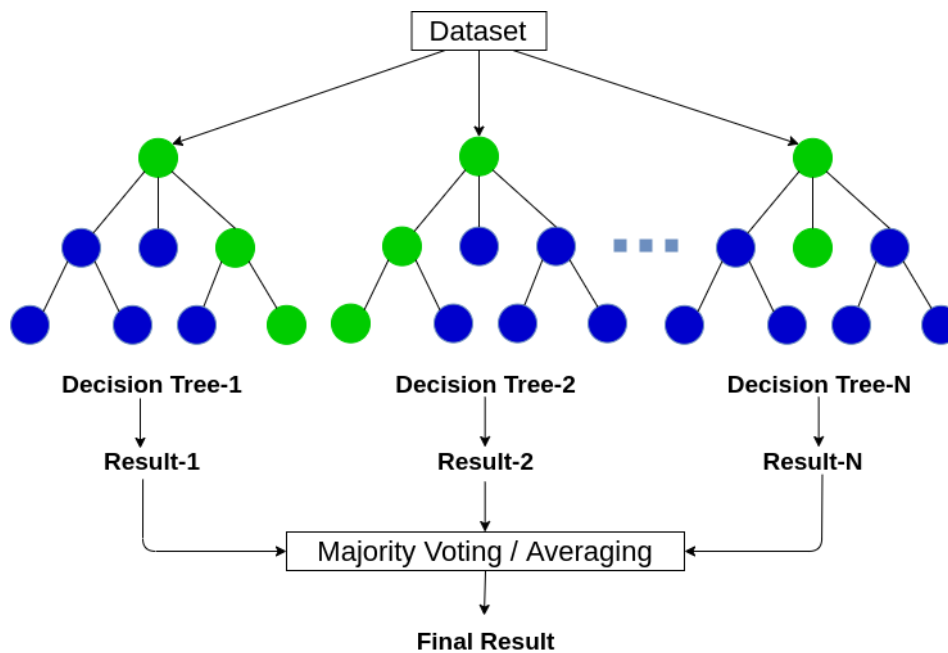 Dataset
Decision Tree-1
Decision Tree-2
Decision Tree-N
Result-1
Result-2
Result-N
Majority Voting / Averaging
Final Result